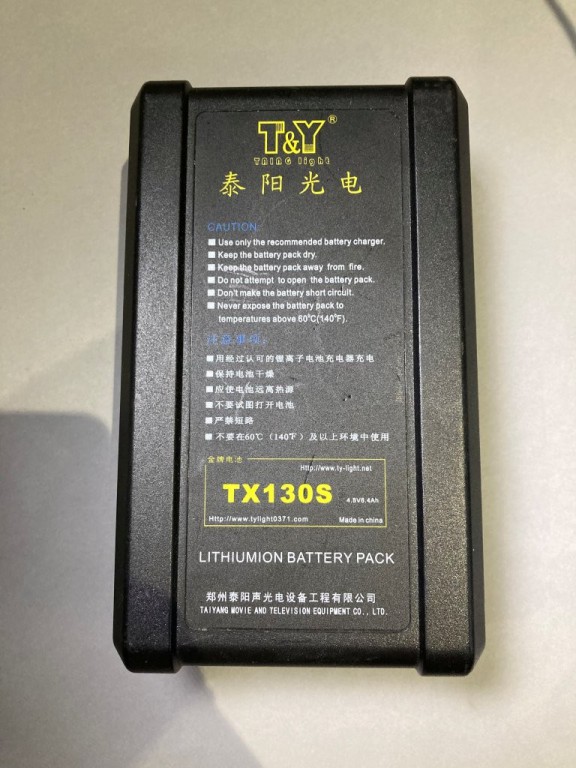 T&Y®
TAING light
泰阳光电
CAUTION:
Use only the recommended battery charger.
Keep the battery pack dry.
Keep the battery pack away from fire.
Do not attempt to open the battery pack.
Don't make the battery short circuit.
Never expose the battery pack to
temperatures above 60°C(140°F).
注意事项:
用经过认可的锂离子电池充电器充电
保持电池干燥
应使电池远离热源
不要试图打开电池
严禁短路
不要在60℃(140℉)及以上环境中使用
金牌电池
Http://www.ty-light.net
TX130S 4.8V8.4Ah
Http://www.tylight0371.com Made in china
LITHIUMION BATTERY PACK
郑州泰阳声光电设备工程有限公司
TAIYANG MOVIE AND TELEVISION EQUIPMENT CO., LTD.